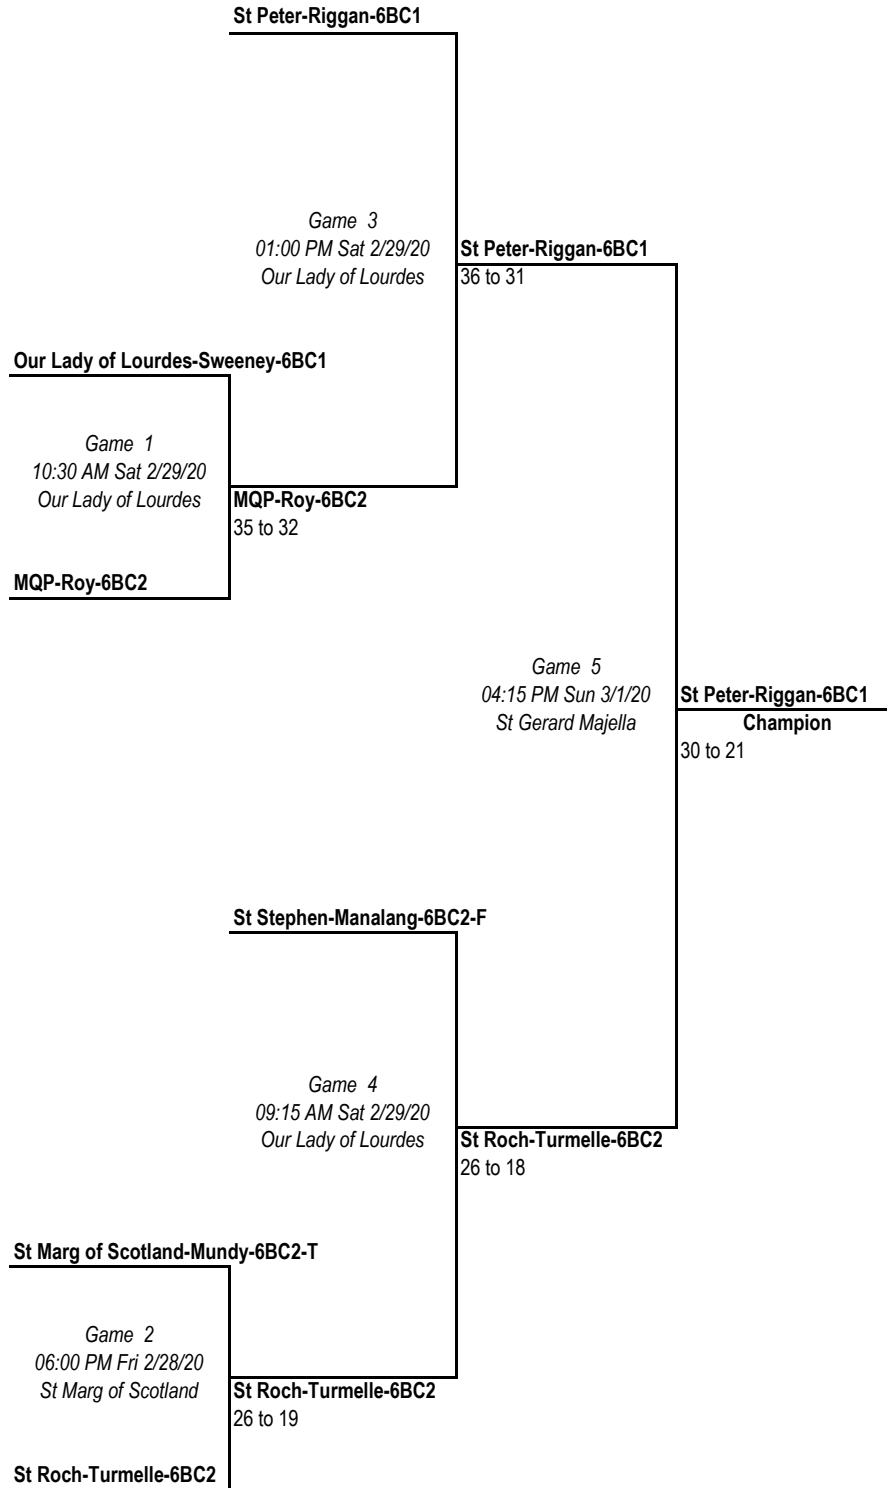 St Peter-Riggan-6BC1
Game 3
01:00 PM Sat 2/29/20
Our Lady of Lourdes
St Peter-Riggan-6BC1
36 to 31
Our Lady of Lourdes-Sweeney-6BC1
Game 1
10:30 AM Sat 2/29/20
Our Lady of Lourdes
MQP-Roy-6BC2
35 to 32
MQP-Roy-6BC2
Game 5
04:15 PM Sun 3/1/20
St Gerard Majella
St Peter-Riggan-6BC1
Champion
30 to 21
St Stephen-Manalang-6BC2-F
Game 4
09:15 AM Sat 2/29/20
Our Lady of Lourdes
St Roch-Turmelle-6BC2
26 to 18
St Marg of Scotland-Mundy-6BC2-T
Game 2
06:00 PM Fri 2/28/20
St Marg of Scotland
St Roch-Turmelle-6BC2
26 to 19
St Roch-Turmelle-6BC2